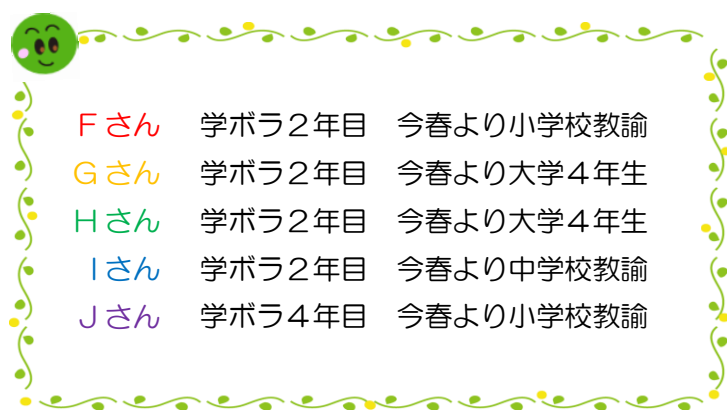 Fさん 学ボラ2年目 今春より小学校教諭
Gさん 学ボラ2年目 今春より大学4年生
Hさん 学ボラ2年目 今春より大学4年生
Iさん 学ボラ2年目 今春より中学校教諭
Jさん 学ボラ4年目 今春より小学校教諭